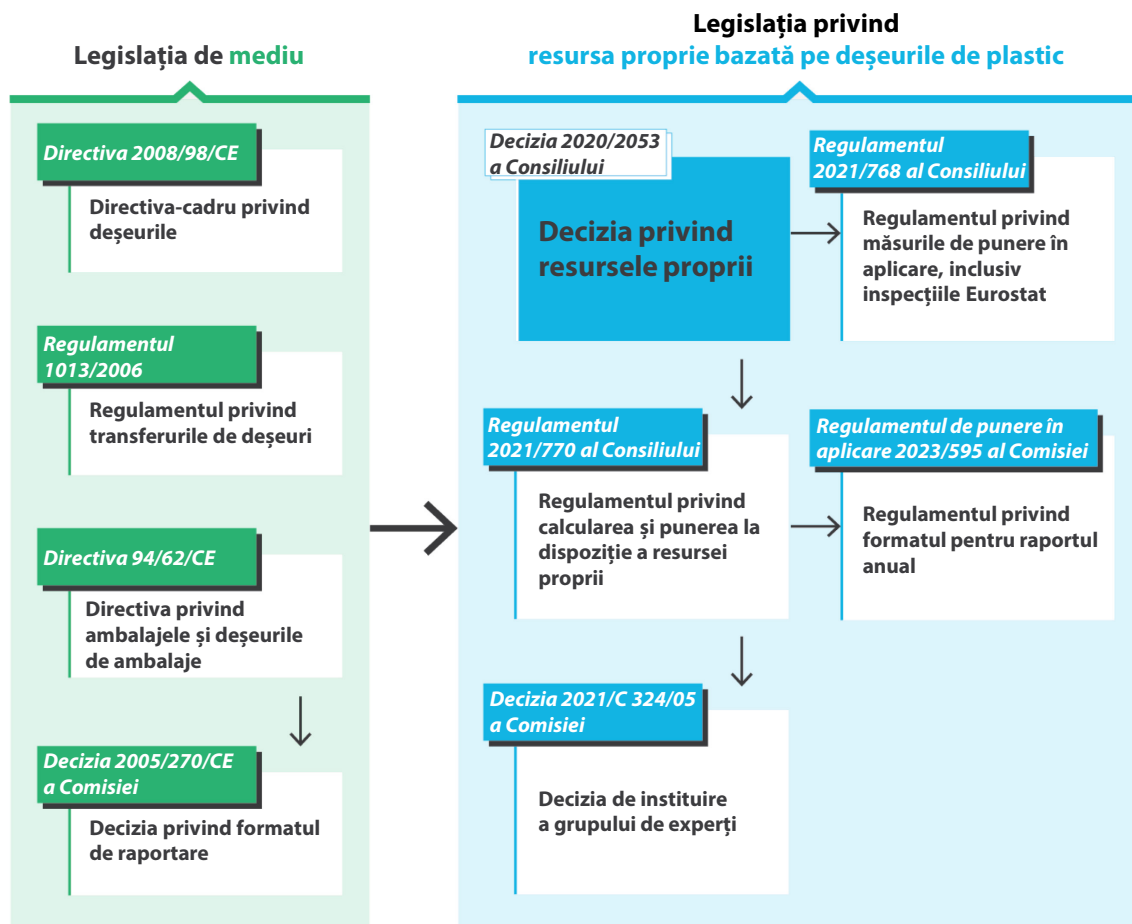 Legislația de mediu
Directiva 2008/98/CE
Directiva-cadru privind
deșeurile
Regulamentul
1013/2006
Regulamentul privind
transferurile de deșeuri
Directiva 94/62/CE
Directiva privind
ambalajele și deșeurile
de ambalaje
Decizia 2005/270/CE
a Comisiei
Decizia privind formatul
de raportare
Legislația privind
resursa proprie bazată pe deșeurile de plastic
Decizia 2020/2053
a Consiliului
Decizia privind
resursele proprii
Regulamentul
2021/768 al Consiliului
Regulamentul privind
măsurile de punere în
aplicare, inclusiv
inspecțiile Eurostat
Regulamentul
2021/770 al Consiliului
Regulamentul privind
calcularea și punerea la
dispoziție a resursei
proprii
Regulamentul de punere în
aplicare 2023/595 al Comisiei
Regulamentul privind
formatul pentru raportul
anual
Decizia 2021/C 324/05
a Comisiei
Decizia de instituire
a grupului de experți